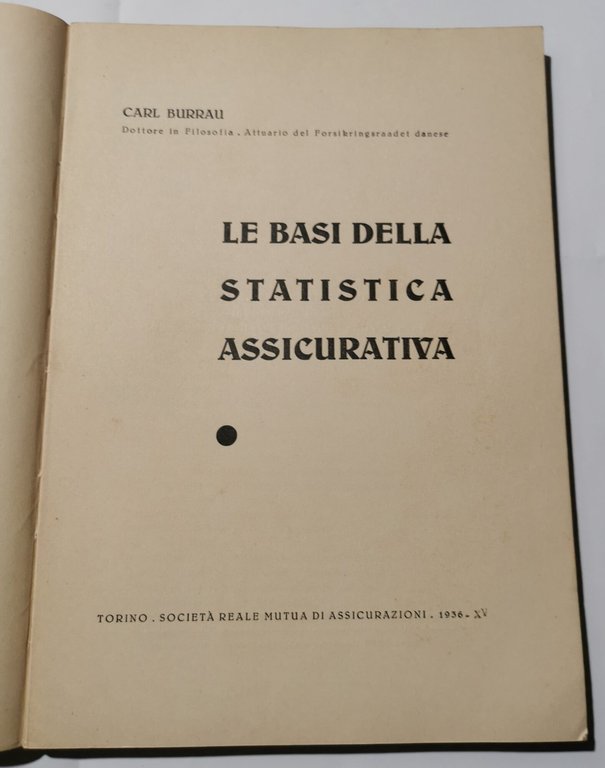 CARL BURRAU
Dottore in Filosofia . Attuario del Forsikringsraadet danese
LE BASI DELLA
STATISTICA
ASSICURATIVA
TORINO . SOCIETÀ REALE MUTUA DI ASSICURAZIONI . 1936 - XV